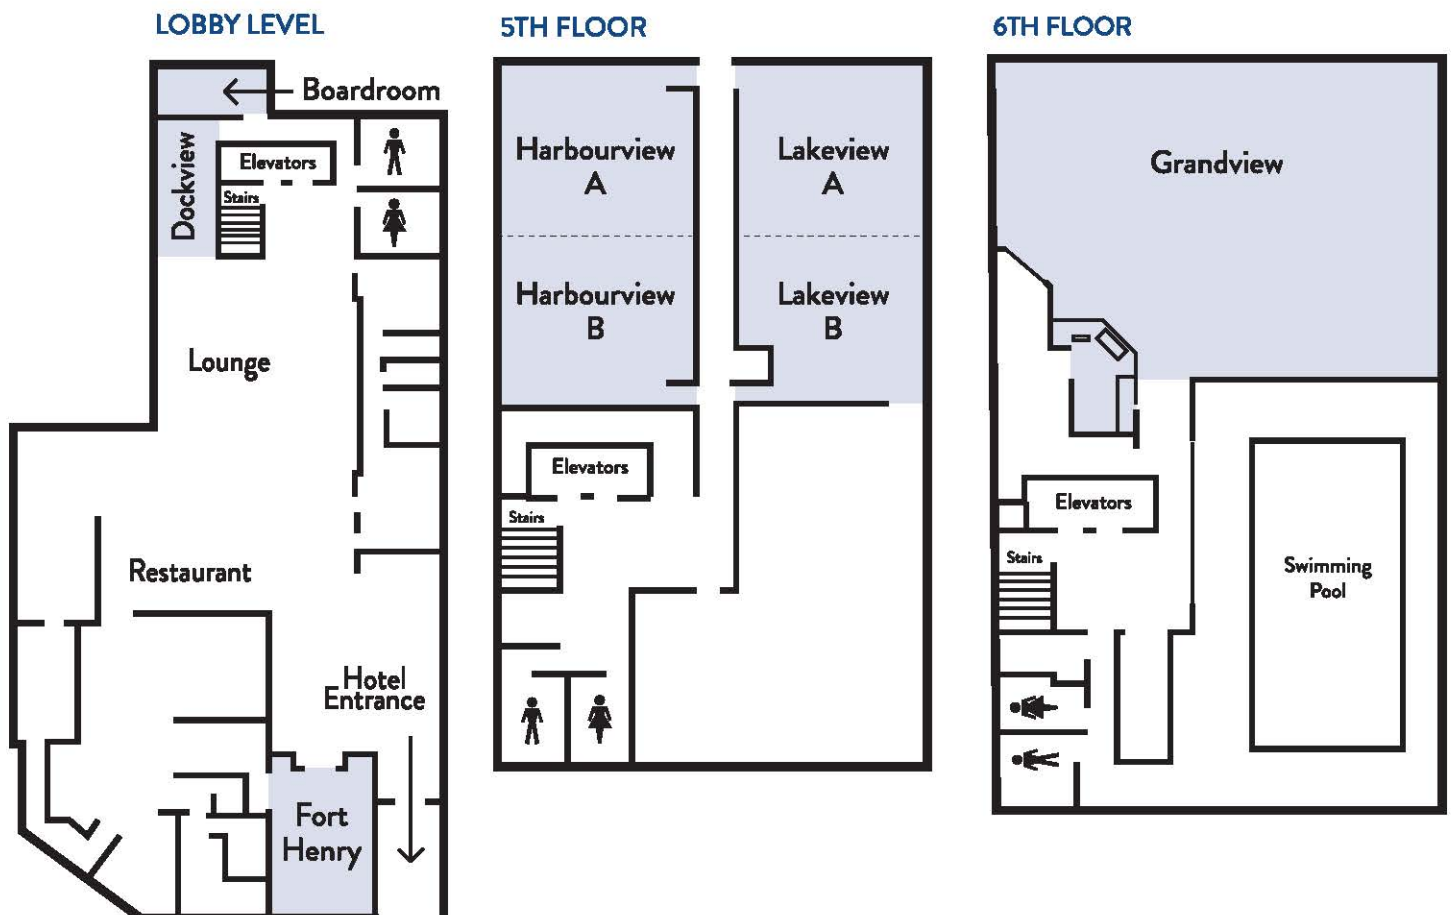 LOBBY LEVEL
Boardroom
Dockview
Elevators
Stairs
Lounge
Restaurant
Hotel
Entrance
Fort
Henry
5TH FLOOR
Harbourview
A
Lakeview
A
Harbourview
B
Lakeview
B
Elevators
Stairs
6TH FLOOR
Grandview
Elevators
Stairs
Swimming
Pool